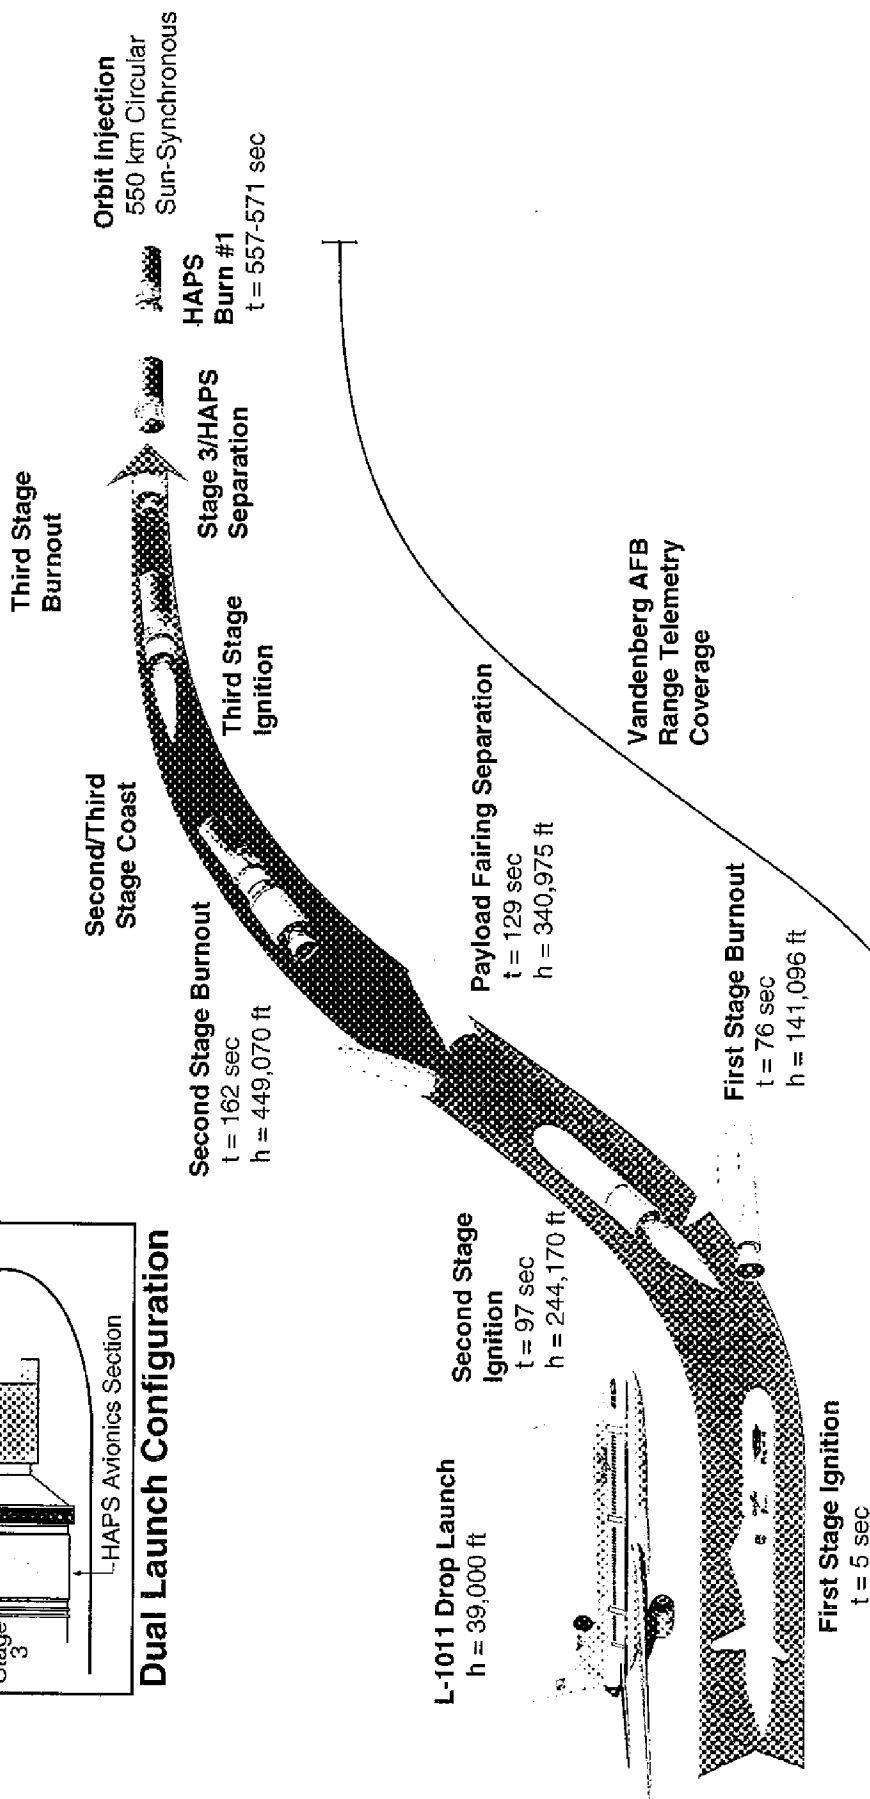 Stage
3
HAPS Avionics Section
Dual Launch Configuration
Third Stage
Burnout
Orbit Injection
550 km Circular
Sun-Synchronous
HAPS
Burn #1
t = 557-571 sec
Stage 3/HAPS
Separation
Third Stage
Ignition
Second/Third
Stage Coast
Second Stage Burnout
t = 162 sec
h = 449,070 ft
Payload Fairing Separation
t = 129 sec
h = 340,975 ft
Vandenberg AFB
Range Telemetry
Coverage
Second Stage
Ignition
t = 97 sec
h = 244,170 ft
First Stage Burnout
t = 76 sec
h = 141,096 ft
L-1011 Drop Launch
h = 39,000 ft
First Stage Ignition
t = 5 sec